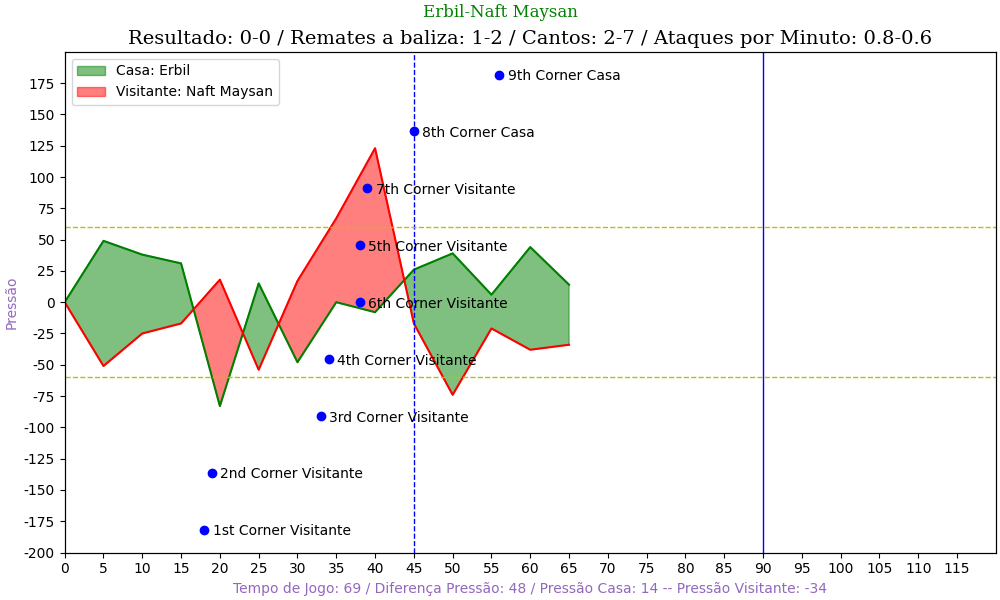 Erbil-Naft Maysan
Resultado: 0-0 / Remates a baliza: 1-2 / Cantos: 2-7 / Ataques por Minuto: 0.8-0.6
Casa: Erbil
Visitante: Naft Maysan
9th Corner Casa
8th Corner Casa
7th Corner Visitante
5th Corner Visitante
6th Corner Visitante
4th Corner Visitante
3rd Corner Visitante
2nd Corner Visitante
1st Corner Visitante
Pressão
175
150
125
100
75
50
25
0
-25
-50
-75
-100
-125
-150
-175
-200
0 5 10 15 20 25 30 35 40 45 50 55 60 65 70 75 80 85 90 95 100 105 110 115
Tempo de Jogo: 69 / Diferença Pressão: 48 / Pressão Casa: 14 -- Pressão Visitante: -34